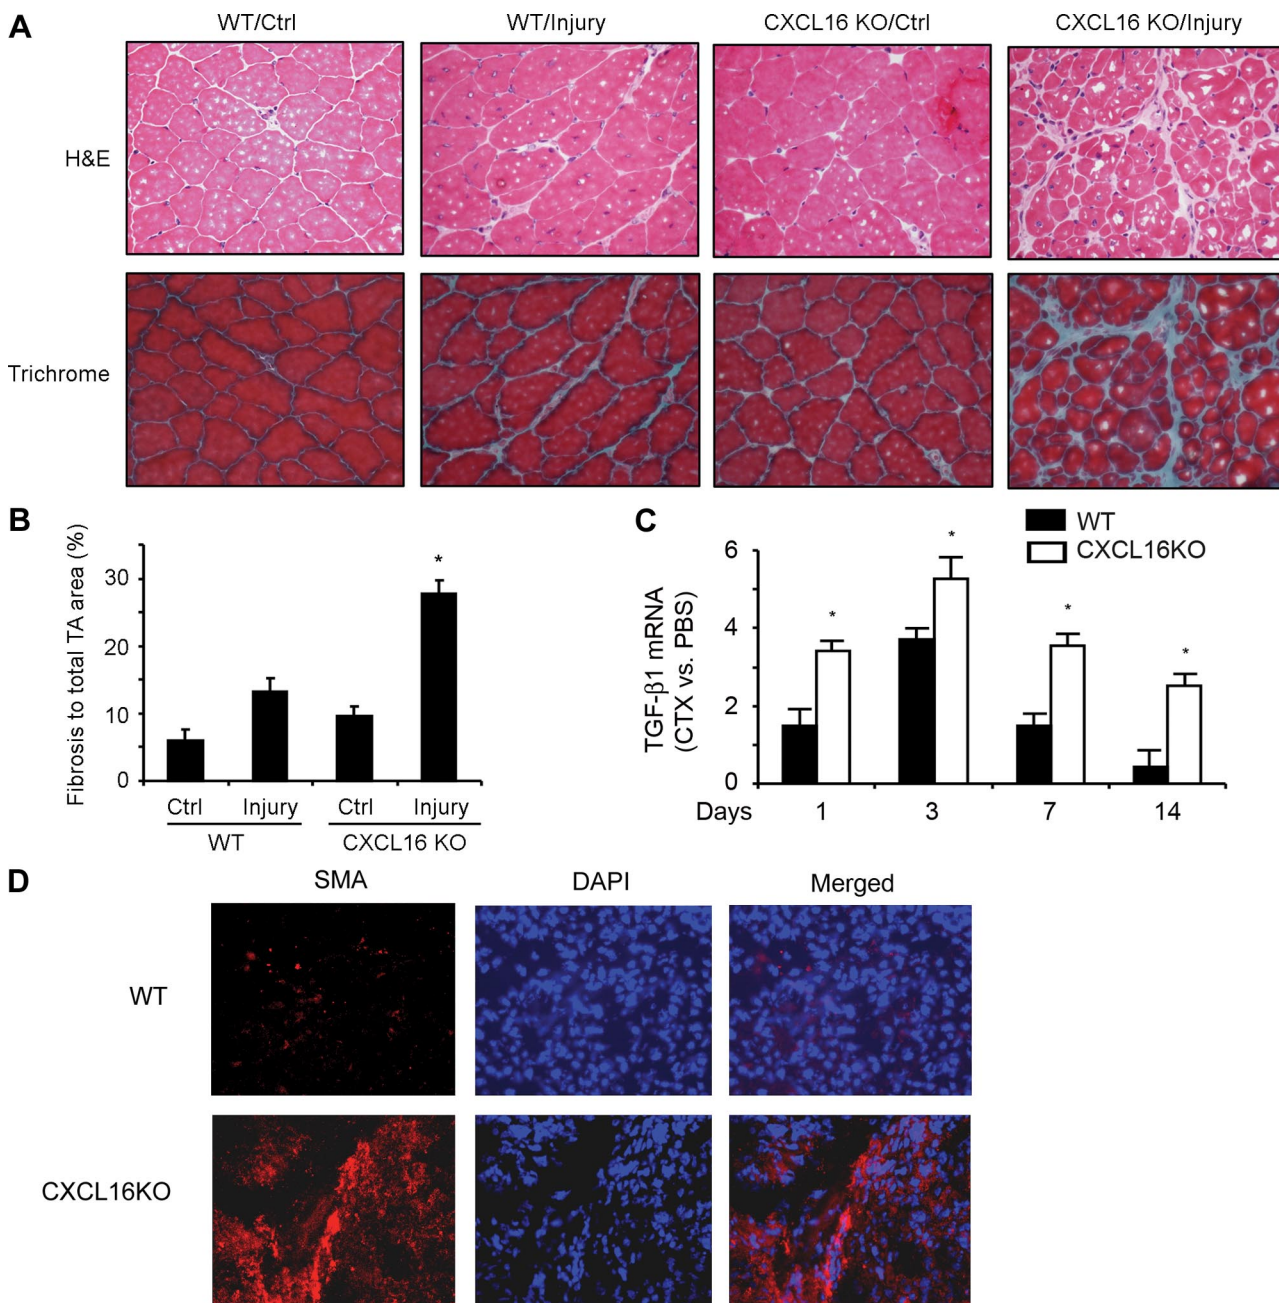 A
WT/Ctrl
WT/Injury
CXCL16 KO/Ctrl
CXCL16 KO/Injury
H&E
Trichrome
B
Fibrosis to total TA area (%)
30
20
10
0
*
Ctrl
Injury
Ctrl
Injury
WT
CXCL16 KO
C
WT
CXCL16KO
TGF-β1 mRNA
(CTX vs. PBS)
6
4
2
0
*
*
*
*
Days
1
3
7
14
D
SMA
DAPI
Merged
WT
CXCL16KO